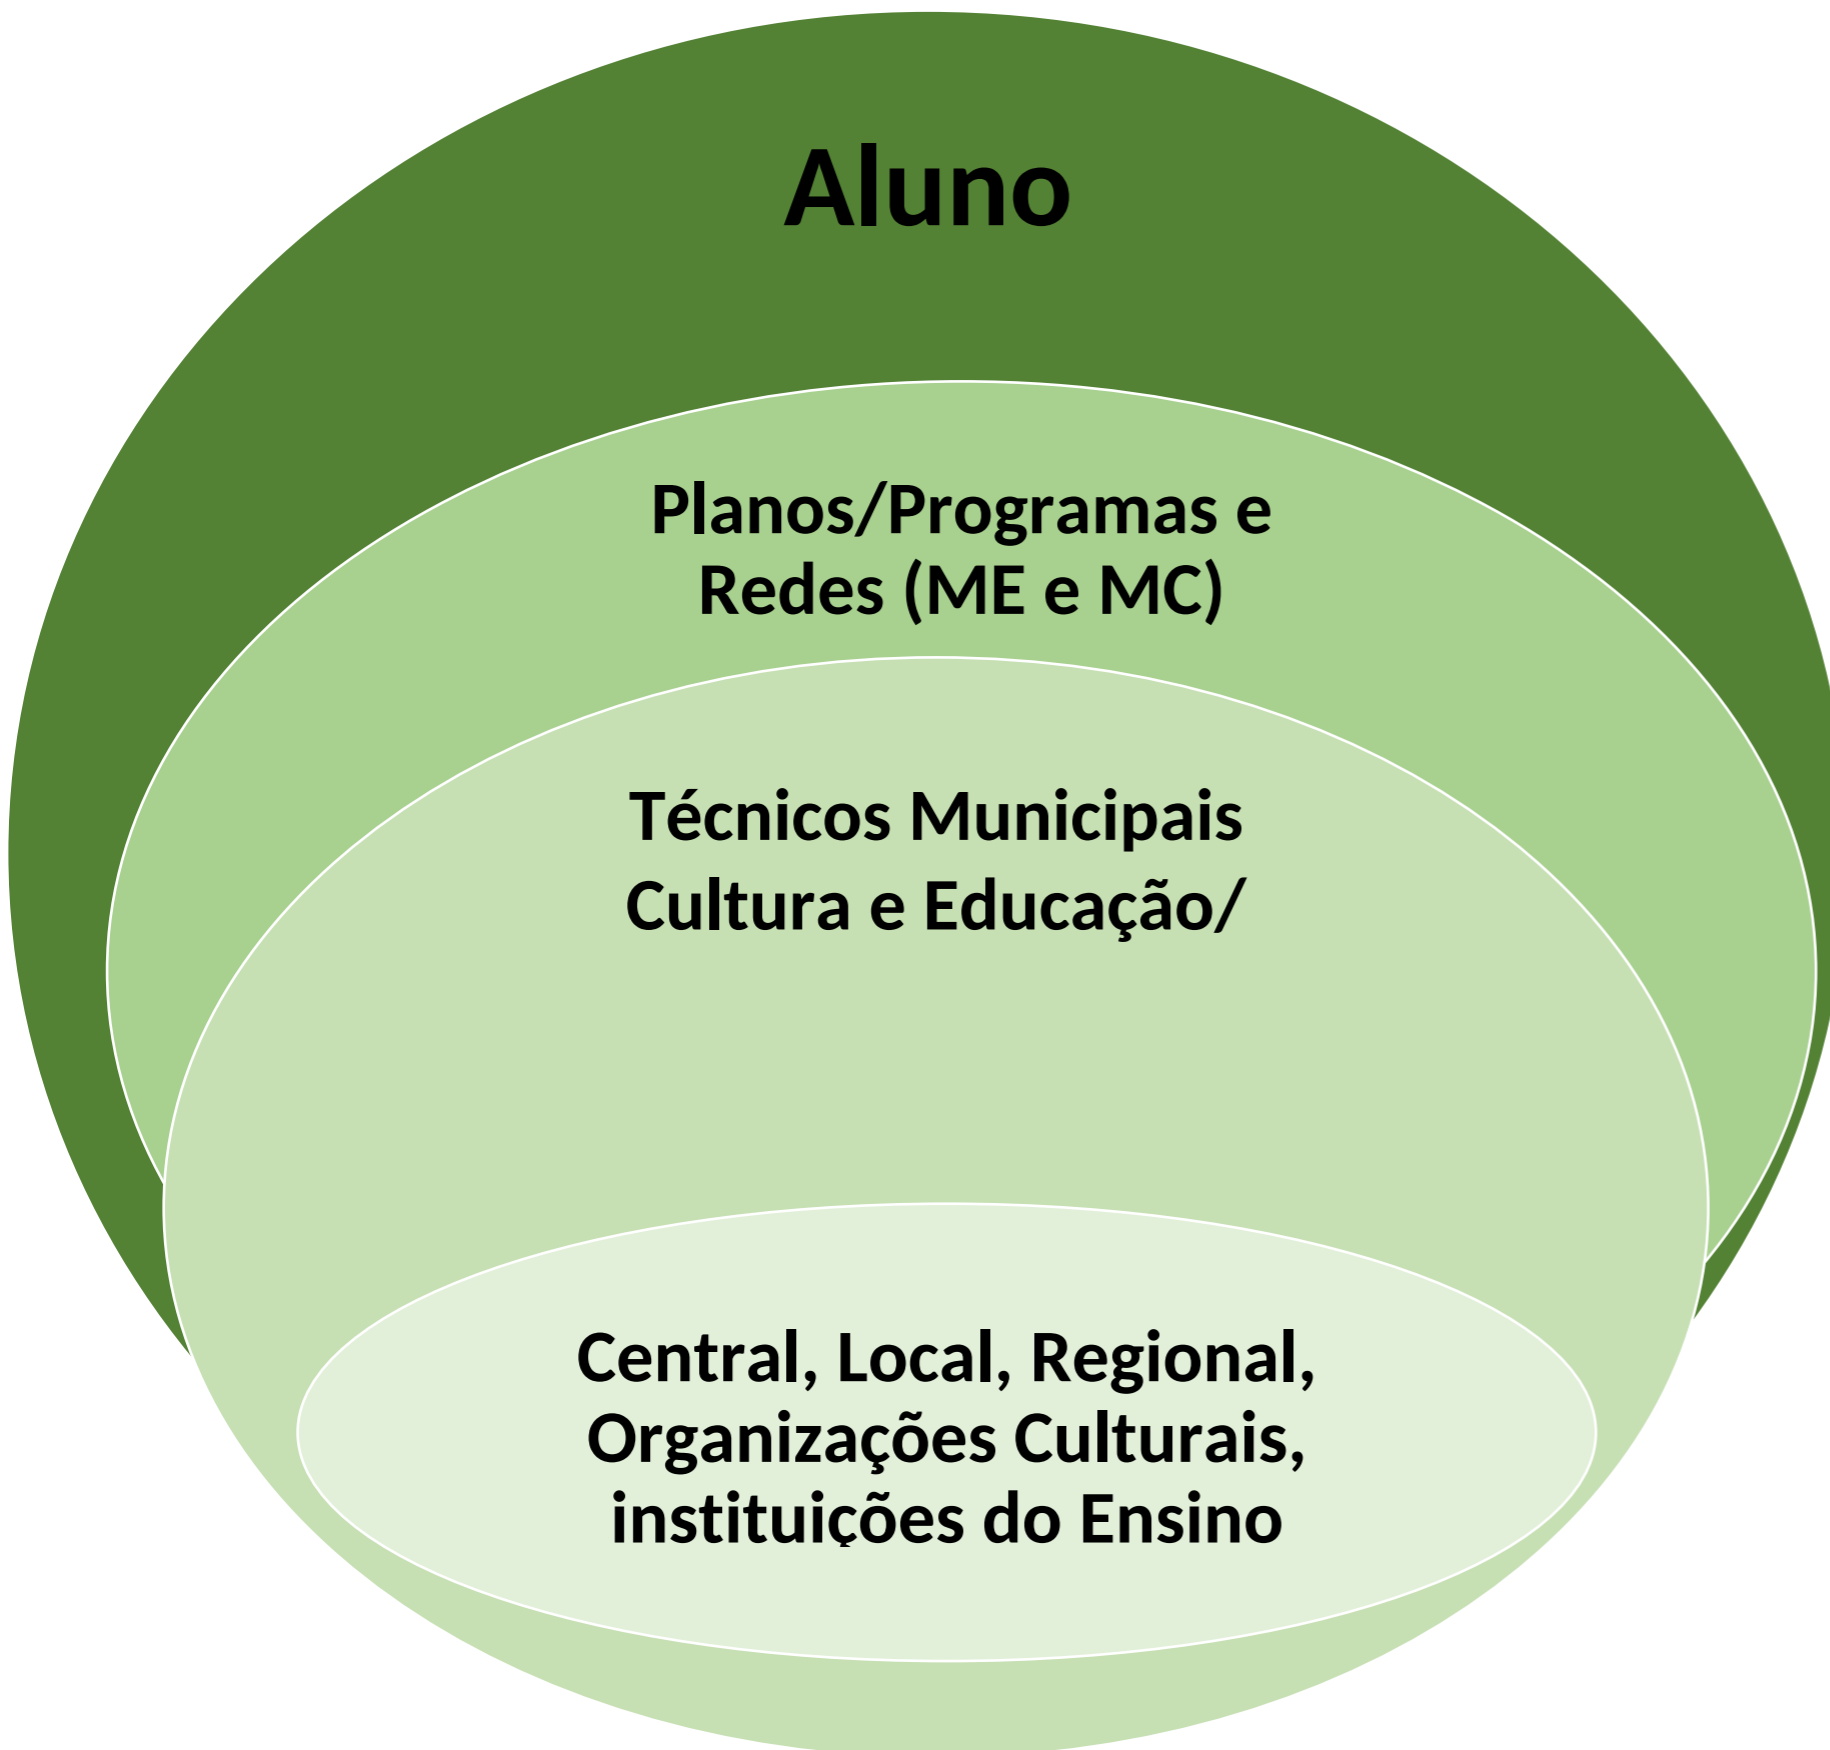 Aluno
Planos/Programas e
Redes (ME e MC)
Técnicos Municipais
Cultura e Educação/
Central, Local, Regional,
Organizações Culturais,
instituições do Ensino